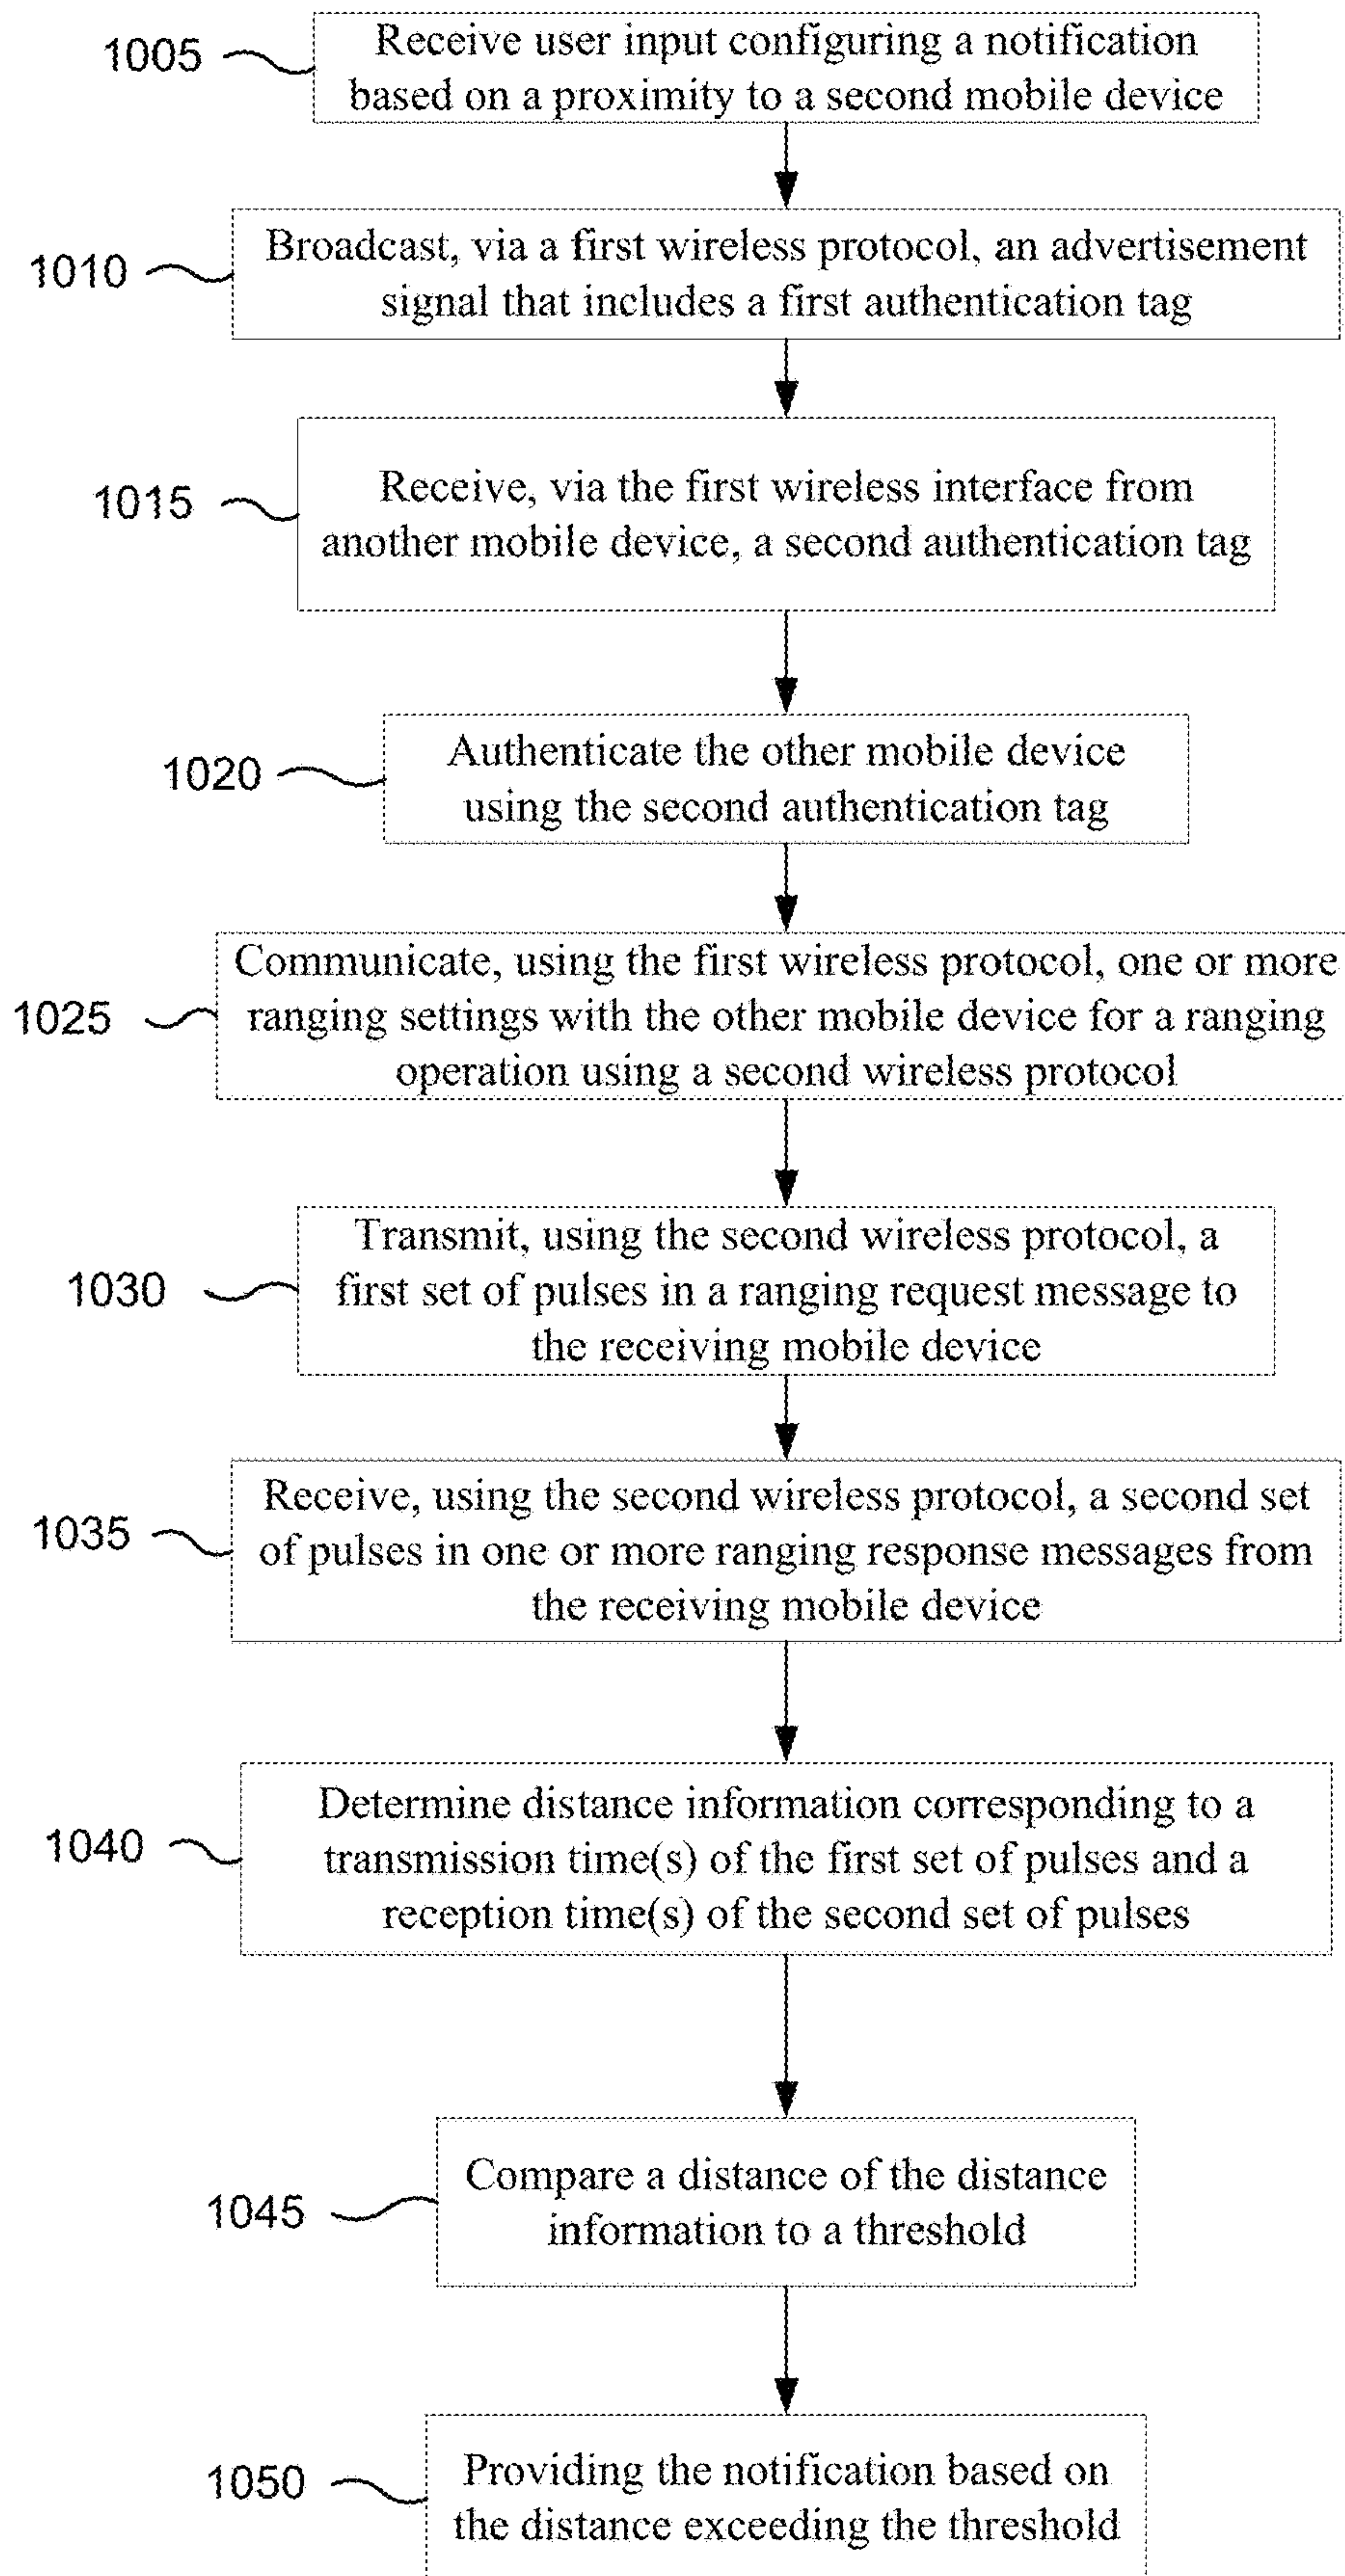 1005
Receive user input configuring a notification
based on a proximity to a second mobile device
1010
Broadcast, via a first wireless protocol, an advertisement
signal that includes a first authentication tag
1015
Receive, via the first wireless interface from
another mobile device, a second authentication tag
1020
Authenticate the other mobile device
using the second authentication tag
1025
Communicate, using the first wireless protocol, one or more
ranging settings with the other mobile device for a ranging
operation using a second wireless protocol
1030
Transmit, using the second wireless protocol, a
first set of pulses in a ranging request message to
the receiving mobile device
1035
Receive, using the second wireless protocol, a second set
of pulses in one or more ranging response messages from
the receiving mobile device
1040
Determine distance information corresponding to a
transmission time(s) of the first set of pulses and a
reception time(s) of the second set of pulses
1045
Compare a distance of the distance
information to a threshold
1050
Providing the notification based on
the distance exceeding the threshold